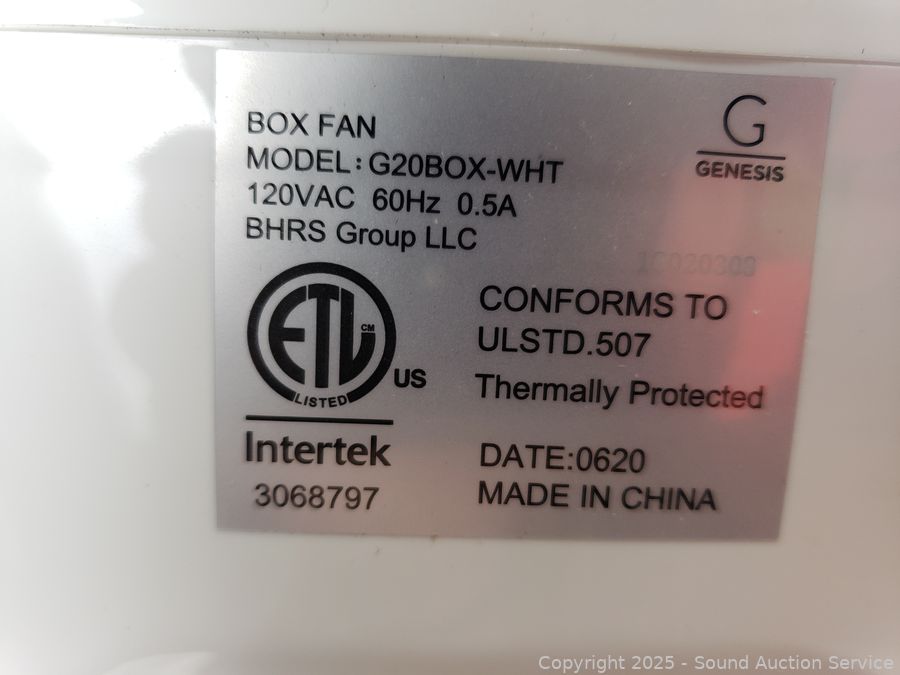 BOX FAN
MODEL: G20BOX-WHT
120VAC 60Hz 0.5A
BHRS Group LLC
G
GENESIS
CONFORMS TO
ULSTD.507
Thermally Protected
ETL
CM
LISTED
US
Intertek
3068797
DATE:0620
MADE IN CHINA
Copyright 2025 - Sound Auction Service